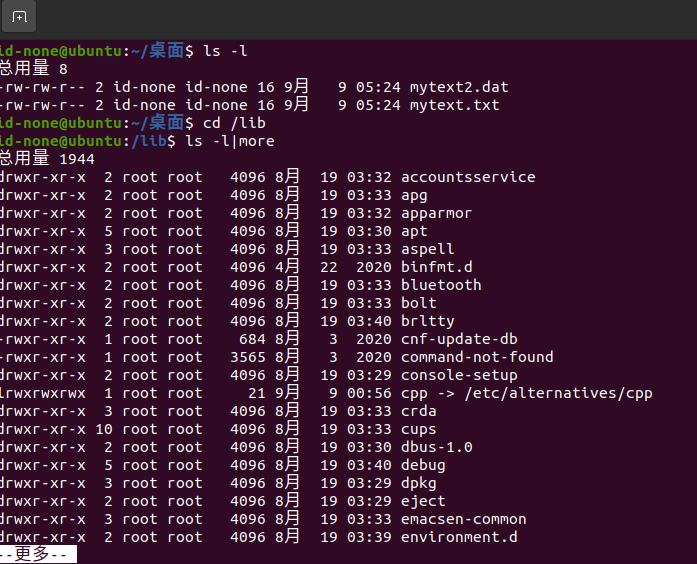 id-none@ubuntu:~/桌面$ ls -l
总用量 8
-rw-rw-r-- 2 id-none id-none 16 9月   9 05:24 mytext2.dat
-rw-rw-r-- 2 id-none id-none 16 9月   9 05:24 mytext.txt
id-none@ubuntu:~/桌面$ cd /lib
id-none@ubuntu:/lib$ ls -l|more
总用量 1944
drwxr-xr-x  2 root root   4096 8月  19 03:32 accountsservice
drwxr-xr-x  2 root root   4096 8月  19 03:33 apg
drwxr-xr-x  2 root root   4096 8月  19 03:32 apparmor
drwxr-xr-x  5 root root   4096 8月  19 03:30 apt
drwxr-xr-x  3 root root   4096 8月  19 03:33 aspell
drwxr-xr-x  2 root root   4096 4月  22  2020 binfmt.d
drwxr-xr-x  2 root root   4096 8月  19 03:33 bluetooth
drwxr-xr-x  2 root root   4096 8月  19 03:33 bolt
drwxr-xr-x  2 root root   4096 8月  19 03:40 brltty
-rwxr-xr-x  1 root root    684 8月   3  2020 cnf-update-db
-rwxr-xr-x  1 root root   3565 8月   3  2020 command-not-found
drwxr-xr-x  2 root root   4096 8月  19 03:29 console-setup
lrwxrwxrwx  1 root root     21 9月   9 00:56 cpp -> /etc/alternatives/cpp
drwxr-xr-x  3 root root   4096 8月  19 03:33 crda
drwxr-xr-x 10 root root   4096 8月  19 03:33 cups
drwxr-xr-x  2 root root   4096 8月  19 03:30 dbus-1.0
drwxr-xr-x  5 root root   4096 8月  19 03:40 debug
drwxr-xr-x  3 root root   4096 8月  19 03:29 dpkg
drwxr-xr-x  2 root root   4096 8月  19 03:29 eject
drwxr-xr-x  3 root root   4096 8月  19 03:33 emacsen-common
drwxr-xr-x  2 root root   4096 8月  19 03:39 environment.d
--更多--